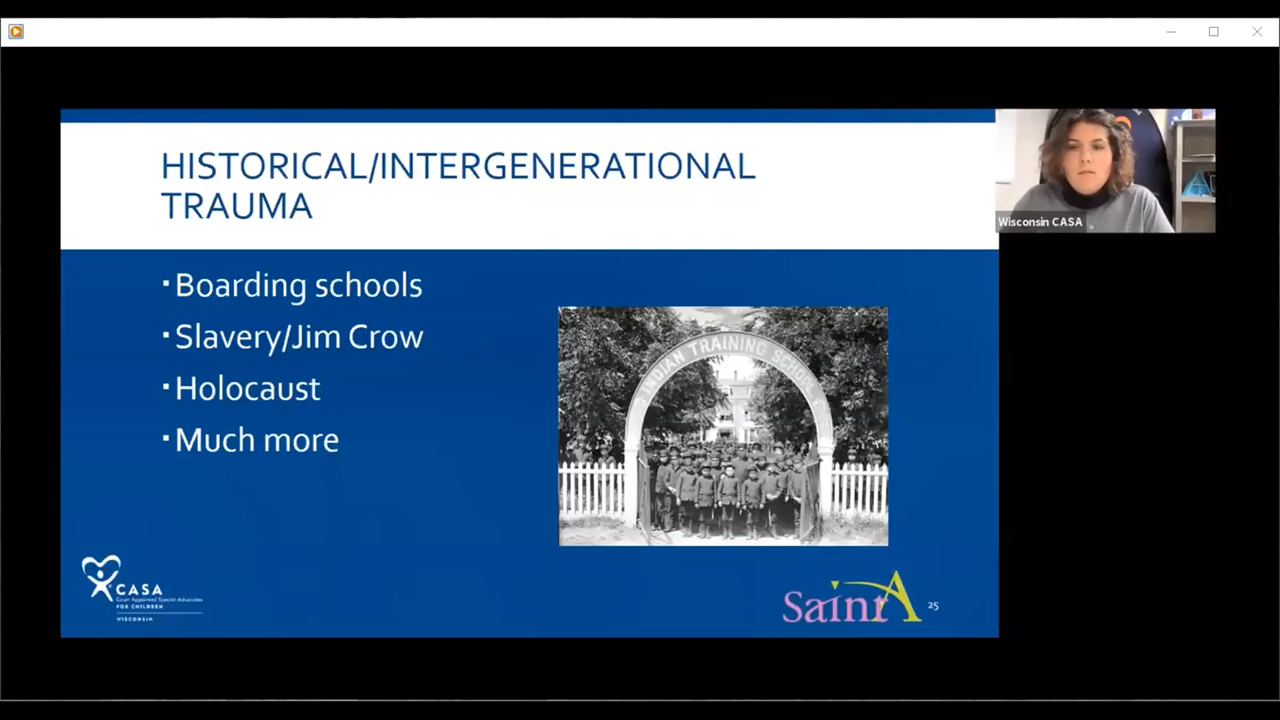 HISTORICAL/INTERGENERATIONAL
TRAUMA
Wisconsin CASA
▪Boarding schools
▪Slavery/Jim Crow
▪Holocaust
▪Much more
INDIAN TRAINING SCHOOL
CASA
Court Appointed Special Advocates
FOR CHILDREN
WISCONSIN
SaintA
25